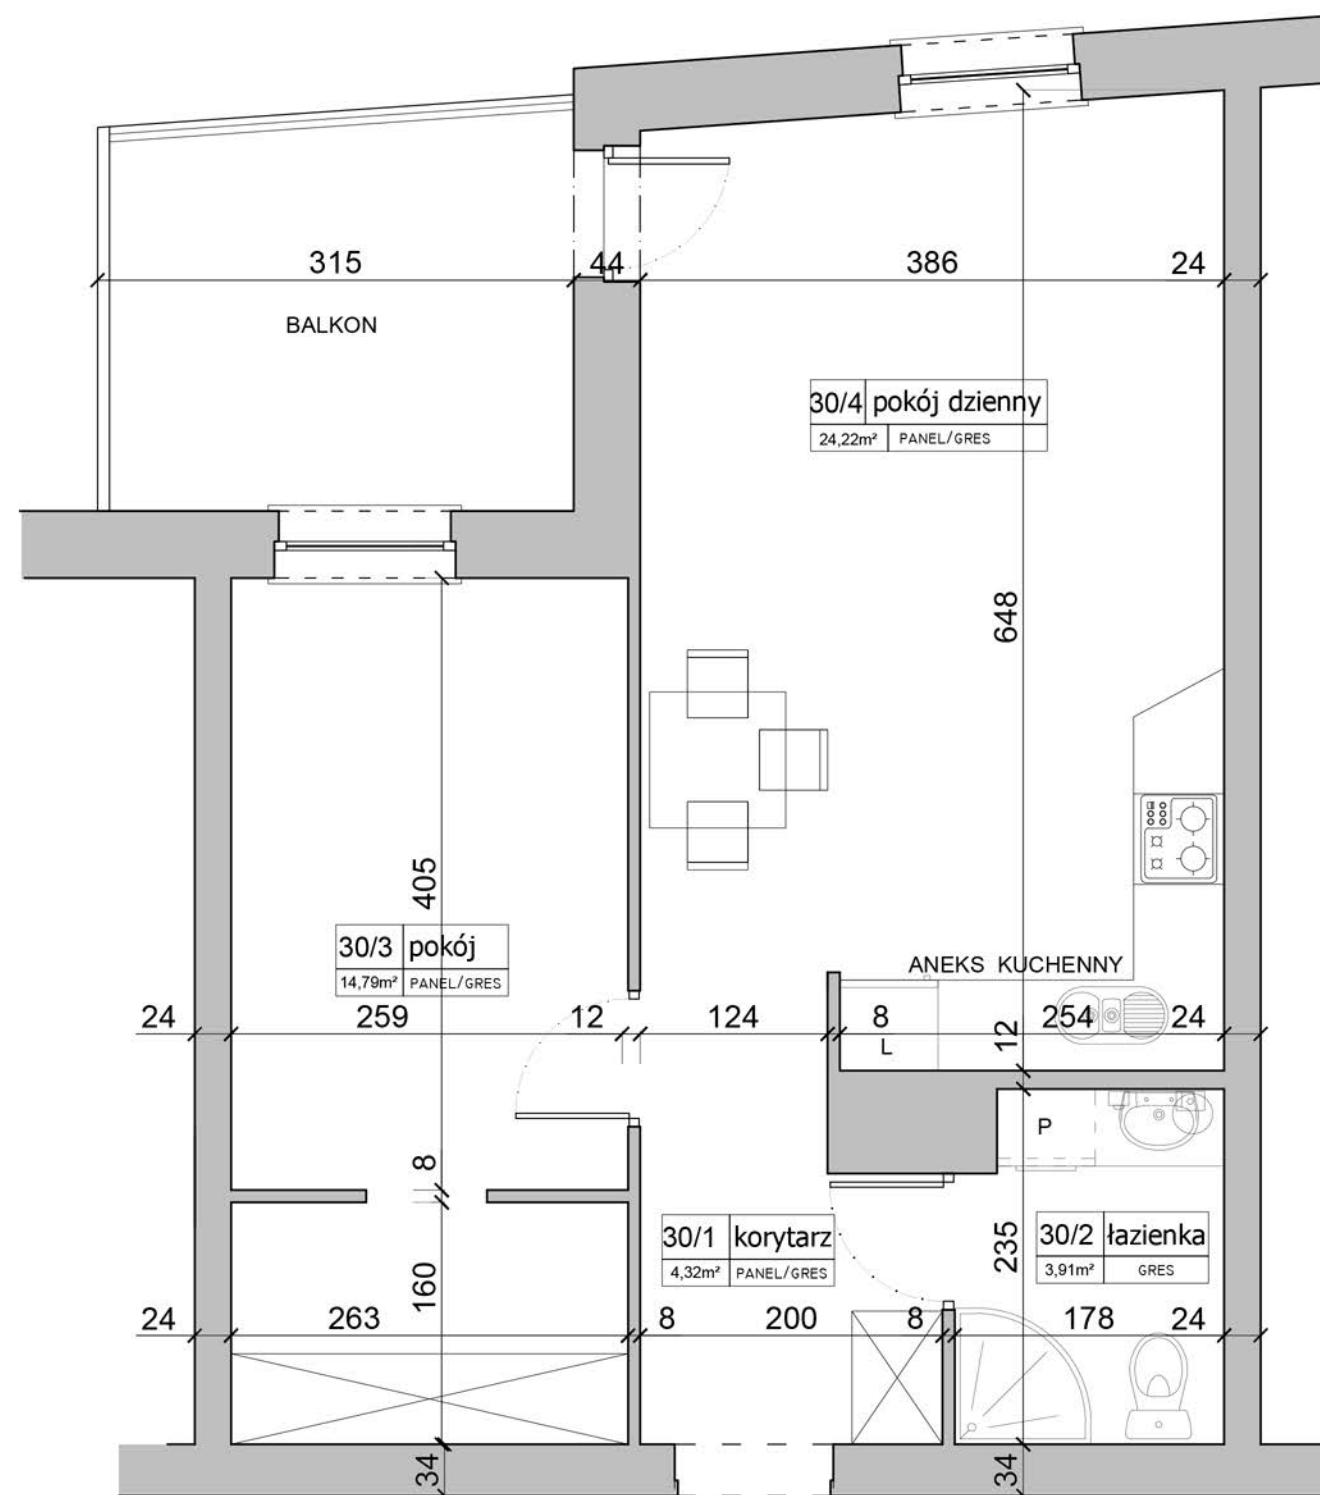 315
44
386
24
BALKON
30/4 pokój dzienny
24,22m² PANEL/GRES
648
405
30/3 pokój
14,79m² PANEL/GRES
ANEKS KUCHENNY
24
259
12
124
8
L
12
254
24
P
8
30/1 korytarz
4,32m² PANEL/GRES
235
30/2 łazienka
3,91m² GRES
160
24
263
8
200
8
178
24
34
34